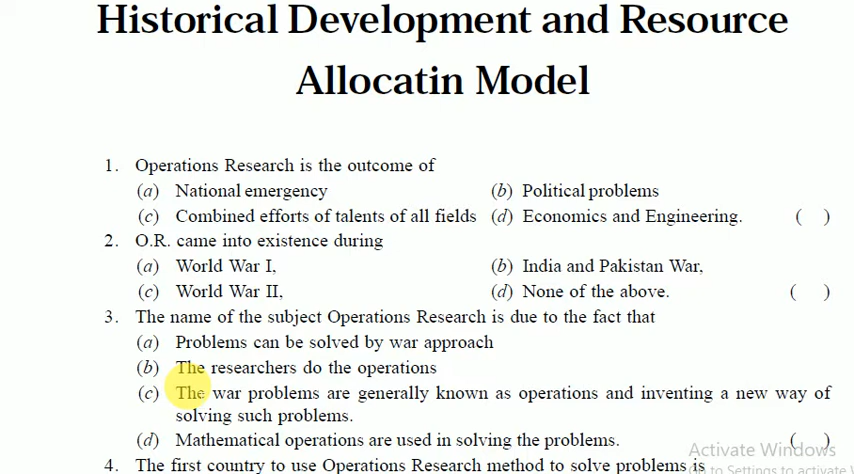 Historical Development and Resource
Allocatin Model
1. Operations Research is the outcome of
(a) National emergency (b) Political problems
(c) Combined efforts of talents of all fields (d) Economics and Engineering. ( )
2. O.R. came into existence during
(a) World War I, (b) India and Pakistan War,
(c) World War II, (d) None of the above. ( )
3. The name of the subject Operations Research is due to the fact that
(a) Problems can be solved by war approach
(b) The researchers do the operations
(c) The war problems are generally known as operations and inventing a new way of
solving such problems.
(d) Mathematical operations are used in solving the problems. ( )
Activate Windows
4. The first country to use Operations Research method to solve problems is
Go to Settings to activate W